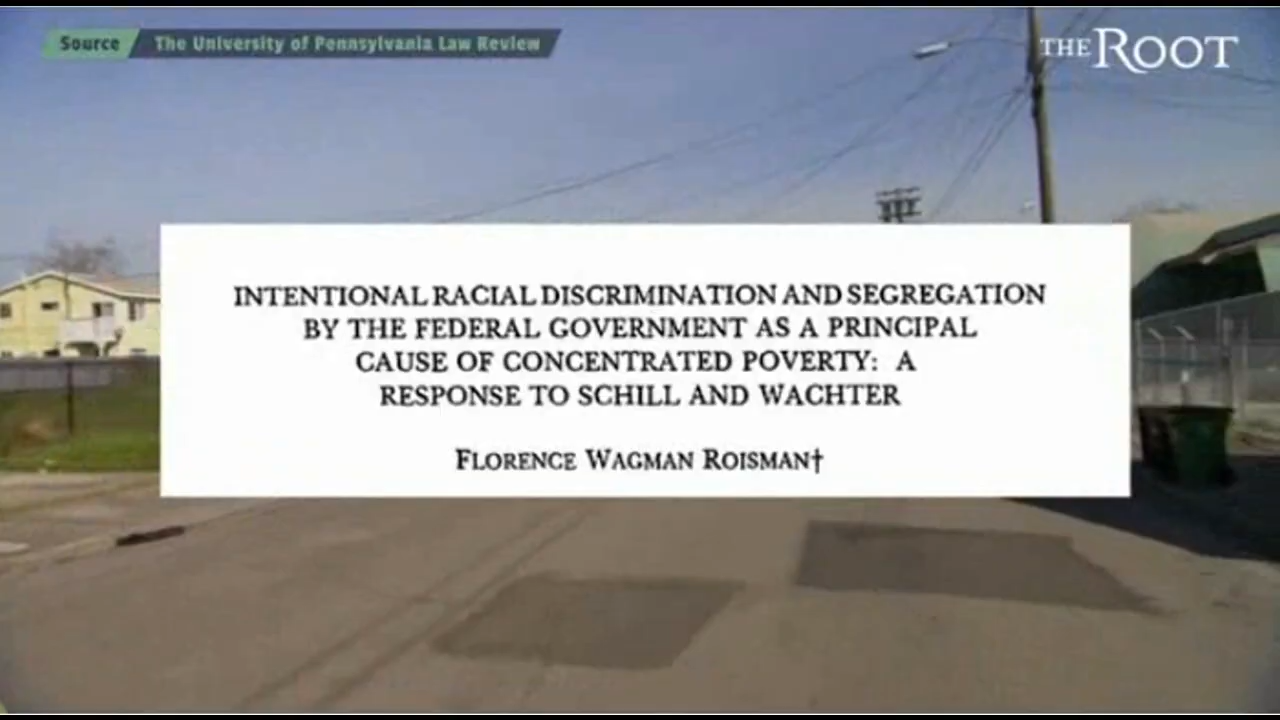 Source The University of Pennsylvania Law Review
THE ROOT
INTENTIONAL RACIAL DISCRIMINATION AND SEGREGATION
BY THE FEDERAL GOVERNMENT AS A PRINCIPAL
CAUSE OF CONCENTRATED POVERTY: A
RESPONSE TO SCHILL AND WACHTER
FLORENCE WAGMAN ROISMAN†